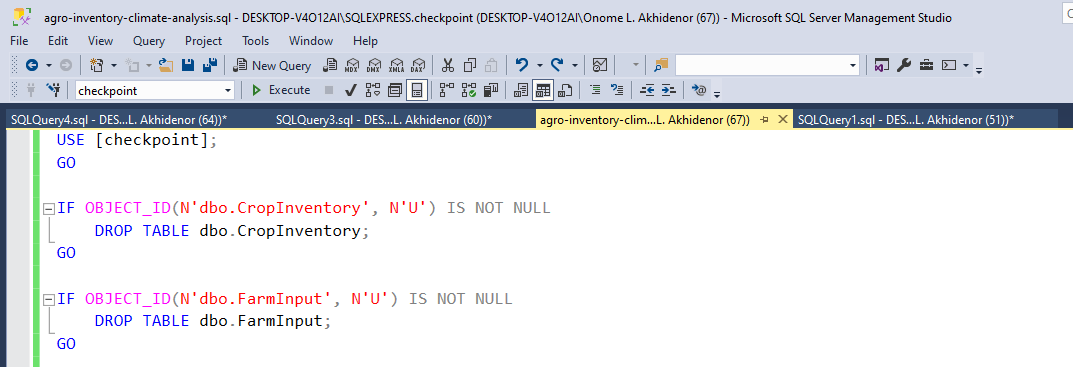 agro-inventory-climate-analysis.sql - DESKTOP-V4O12AI\SQLEXPRESS.checkpoint (DESKTOP-V4O12AI\Onome L. Akhidenor (67)) - Microsoft SQL Server Management Studio
File Edit View Query Project Tools Window Help
New Query MDX DMX XMLA DAX
checkpoint Execute
SQLQuery4.sql - DES...L. Akhidenor (64))* SQLQuery3.sql - DES...L. Akhidenor (60))* agro-inventory-clim...L. Akhidenor (67)) SQLQuery1.sql - DES...L. Akhidenor (51))*
USE [checkpoint];
GO
IF OBJECT_ID(N'dbo.CropInventory', N'U') IS NOT NULL
DROP TABLE dbo.CropInventory;
GO
IF OBJECT_ID(N'dbo.FarmInput', N'U') IS NOT NULL
DROP TABLE dbo.FarmInput;
GO